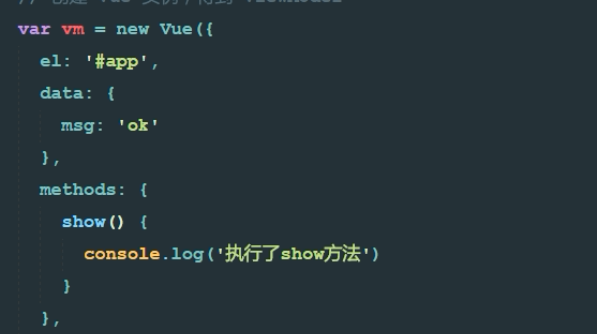 var vm = new Vue({
el: '#app',
data: {
msg: 'ok'
},
methods: {
show() {
console.log('执行了show方法')
}
},